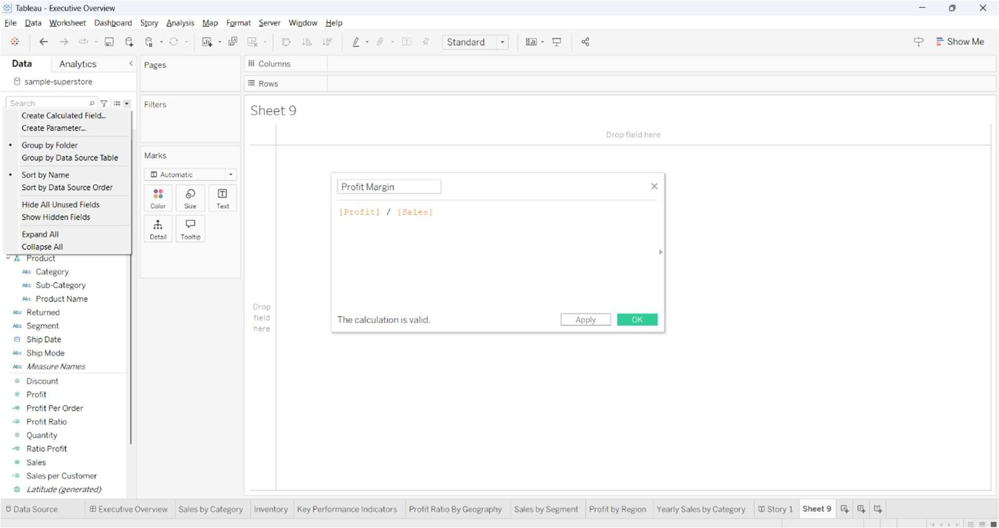 Tableau - Executive Overview
File Data Worksheet Dashboard Story Analysis Map Format Server Window Help
Standard
Show Me
Data Analytics
sample-superstore
Search
Create Calculated Field...
Create Parameter...
Group by Folder
Group by Data Source Table
Sort by Name
Sort by Data Source Order
Hide All Unused Fields
Show Hidden Fields
Expand All
Collapse All
Product
Abc Category
Abc Sub-Category
Abc Product Name
Abc Returned
Abc Segment
Ship Date
Abc Ship Mode
Abc Measure Names
# Discount
# Profit
=# Profit Per Order
=# Profit Ratio
# Quantity
=# Ratio Profit
# Sales
=# Sales per Customer
Latitude (generated)
Pages
Filters
Marks
Automatic
Color Size Text
Detail Tooltip
Columns
Rows
Sheet 9
Drop field here
Drop
field
here
Profit Margin
[Profit] / [Sales]
The calculation is valid.
Apply OK
Data Source Executive Overview Sales by Category Inventory Key Performance Indicators Profit Ratio By Geography Sales by Segment Profit by Region Yearly Sales by Category Story 1 Sheet 9